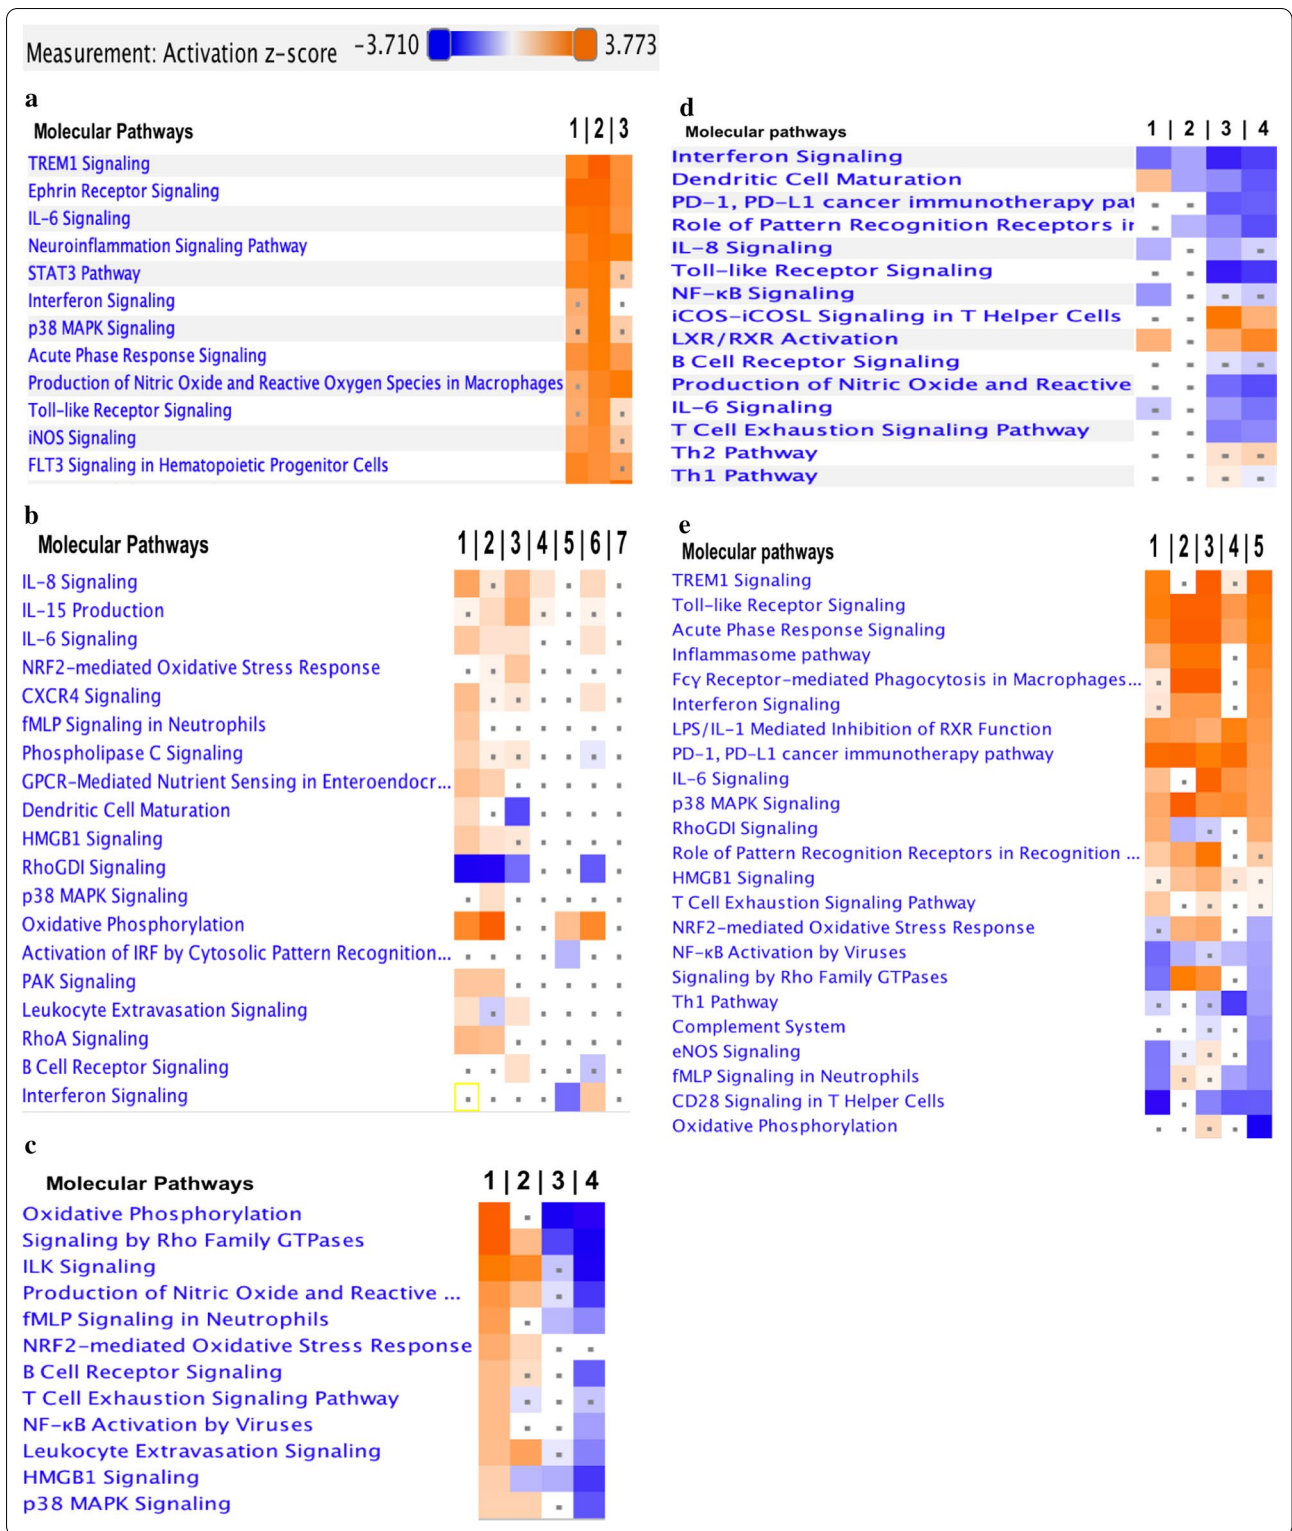 Measurement: Activation z-score -3.710 3.773
a
Molecular Pathways 1|2|3
TREM1 Signaling
Ephrin Receptor Signaling
IL-6 Signaling
Neuroinflammation Signaling Pathway
STAT3 Pathway
Interferon Signaling
p38 MAPK Signaling
Acute Phase Response Signaling
Production of Nitric Oxide and Reactive Oxygen Species in Macrophages
Toll-like Receptor Signaling
iNOS Signaling
FLT3 Signaling in Hematopoietic Progenitor Cells
b
Molecular Pathways 1|2|3|4|5|6|7
IL-8 Signaling
IL-15 Production
IL-6 Signaling
NRF2-mediated Oxidative Stress Response
CXCR4 Signaling
fMLP Signaling in Neutrophils
Phospholipase C Signaling
GPCR-Mediated Nutrient Sensing in Enteroendocr...
Dendritic Cell Maturation
HMGB1 Signaling
RhoGDI Signaling
p38 MAPK Signaling
Oxidative Phosphorylation
Activation of IRF by Cytosolic Pattern Recognition...
PAK Signaling
Leukocyte Extravasation Signaling
RhoA Signaling
B Cell Receptor Signaling
Interferon Signaling
c
Molecular Pathways 1|2|3|4
Oxidative Phosphorylation
Signaling by Rho Family GTPases
ILK Signaling
Production of Nitric Oxide and Reactive ...
fMLP Signaling in Neutrophils
NRF2-mediated Oxidative Stress Response
B Cell Receptor Signaling
T Cell Exhaustion Signaling Pathway
NF-κB Activation by Viruses
Leukocyte Extravasation Signaling
HMGB1 Signaling
p38 MAPK Signaling
d
Molecular pathways 1 | 2 | 3 | 4
Interferon Signaling
Dendritic Cell Maturation
PD-1, PD-L1 cancer immunotherapy pat
Role of Pattern Recognition Receptors ir
IL-8 Signaling
Toll-like Receptor Signaling
NF-κB Signaling
iCOS-iCOSL Signaling in T Helper Cells
LXR/RXR Activation
B Cell Receptor Signaling
Production of Nitric Oxide and Reactive
IL-6 Signaling
T Cell Exhaustion Signaling Pathway
Th2 Pathway
Th1 Pathway
e
Molecular pathways 1 |2|3|4|5
TREM1 Signaling
Toll-like Receptor Signaling
Acute Phase Response Signaling
Inflammasome pathway
Fcγ Receptor-mediated Phagocytosis in Macrophages...
Interferon Signaling
LPS/IL-1 Mediated Inhibition of RXR Function
PD-1, PD-L1 cancer immunotherapy pathway
IL-6 Signaling
p38 MAPK Signaling
RhoGDI Signaling
Role of Pattern Recognition Receptors in Recognition ...
HMGB1 Signaling
T Cell Exhaustion Signaling Pathway
NRF2-mediated Oxidative Stress Response
NF-κB Activation by Viruses
Signaling by Rho Family GTPases
Th1 Pathway
Complement System
eNOS Signaling
fMLP Signaling in Neutrophils
CD28 Signaling in T Helper Cells
Oxidative Phosphorylation